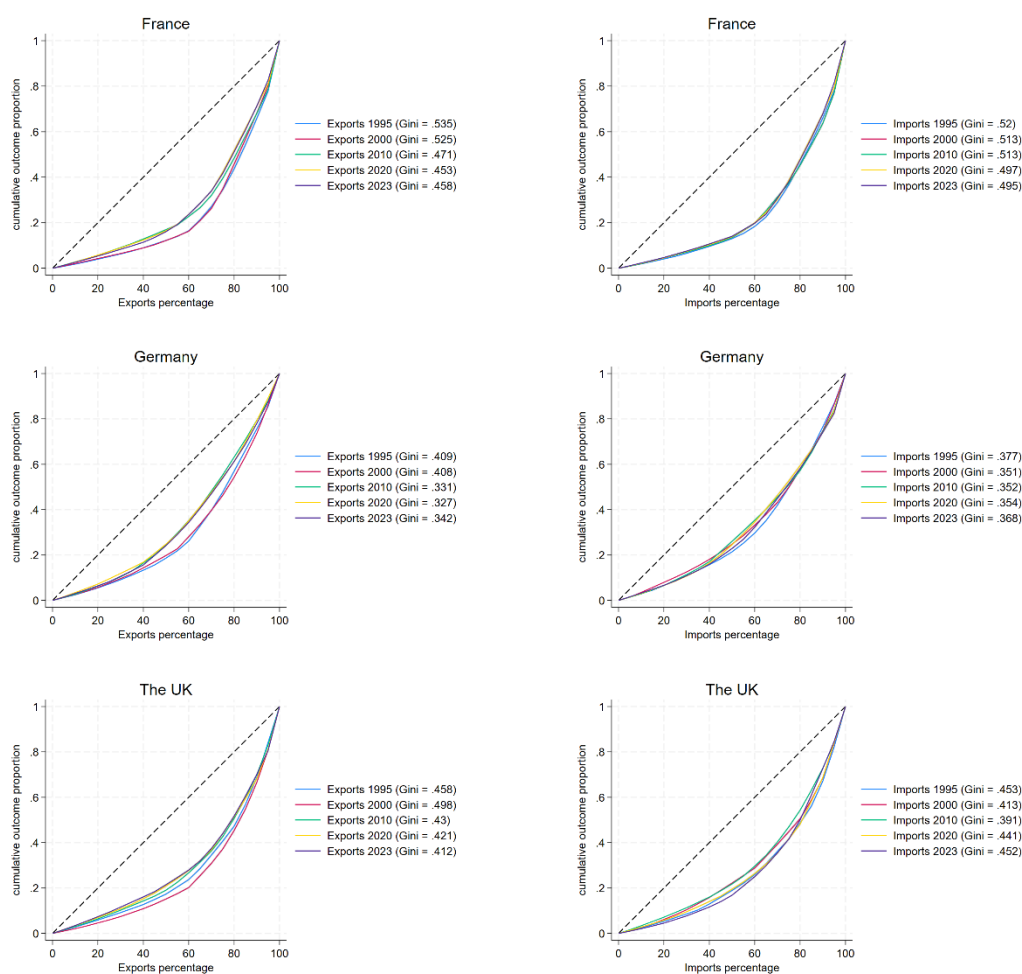 France
cumulative outcome proportion
1
.8
.6
.4
.2
0
0 20 40 60 80 100
Exports percentage
Exports 1995 (Gini = .535)
Exports 2000 (Gini = .525)
Exports 2010 (Gini = .471)
Exports 2020 (Gini = .453)
Exports 2023 (Gini = .458)
France
cumulative outcome proportion
1
.8
.6
.4
.2
0
0 20 40 60 80 100
Imports percentage
Imports 1995 (Gini = .52)
Imports 2000 (Gini = .513)
Imports 2010 (Gini = .513)
Imports 2020 (Gini = .497)
Imports 2023 (Gini = .495)
Germany
cumulative outcome proportion
1
.8
.6
.4
.2
0
0 20 40 60 80 100
Exports percentage
Exports 1995 (Gini = .409)
Exports 2000 (Gini = .408)
Exports 2010 (Gini = .331)
Exports 2020 (Gini = .327)
Exports 2023 (Gini = .342)
Germany
cumulative outcome proportion
1
.8
.6
.4
.2
0
0 20 40 60 80 100
Imports percentage
Imports 1995 (Gini = .377)
Imports 2000 (Gini = .351)
Imports 2010 (Gini = .352)
Imports 2020 (Gini = .354)
Imports 2023 (Gini = .368)
The UK
cumulative outcome proportion
1
.8
.6
.4
.2
0
0 20 40 60 80 100
Exports percentage
Exports 1995 (Gini = .458)
Exports 2000 (Gini = .498)
Exports 2010 (Gini = .43)
Exports 2020 (Gini = .421)
Exports 2023 (Gini = .412)
The UK
cumulative outcome proportion
1
.8
.6
.4
.2
0
0 20 40 60 80 100
Imports percentage
Imports 1995 (Gini = .453)
Imports 2000 (Gini = .413)
Imports 2010 (Gini = .391)
Imports 2020 (Gini = .441)
Imports 2023 (Gini = .452)